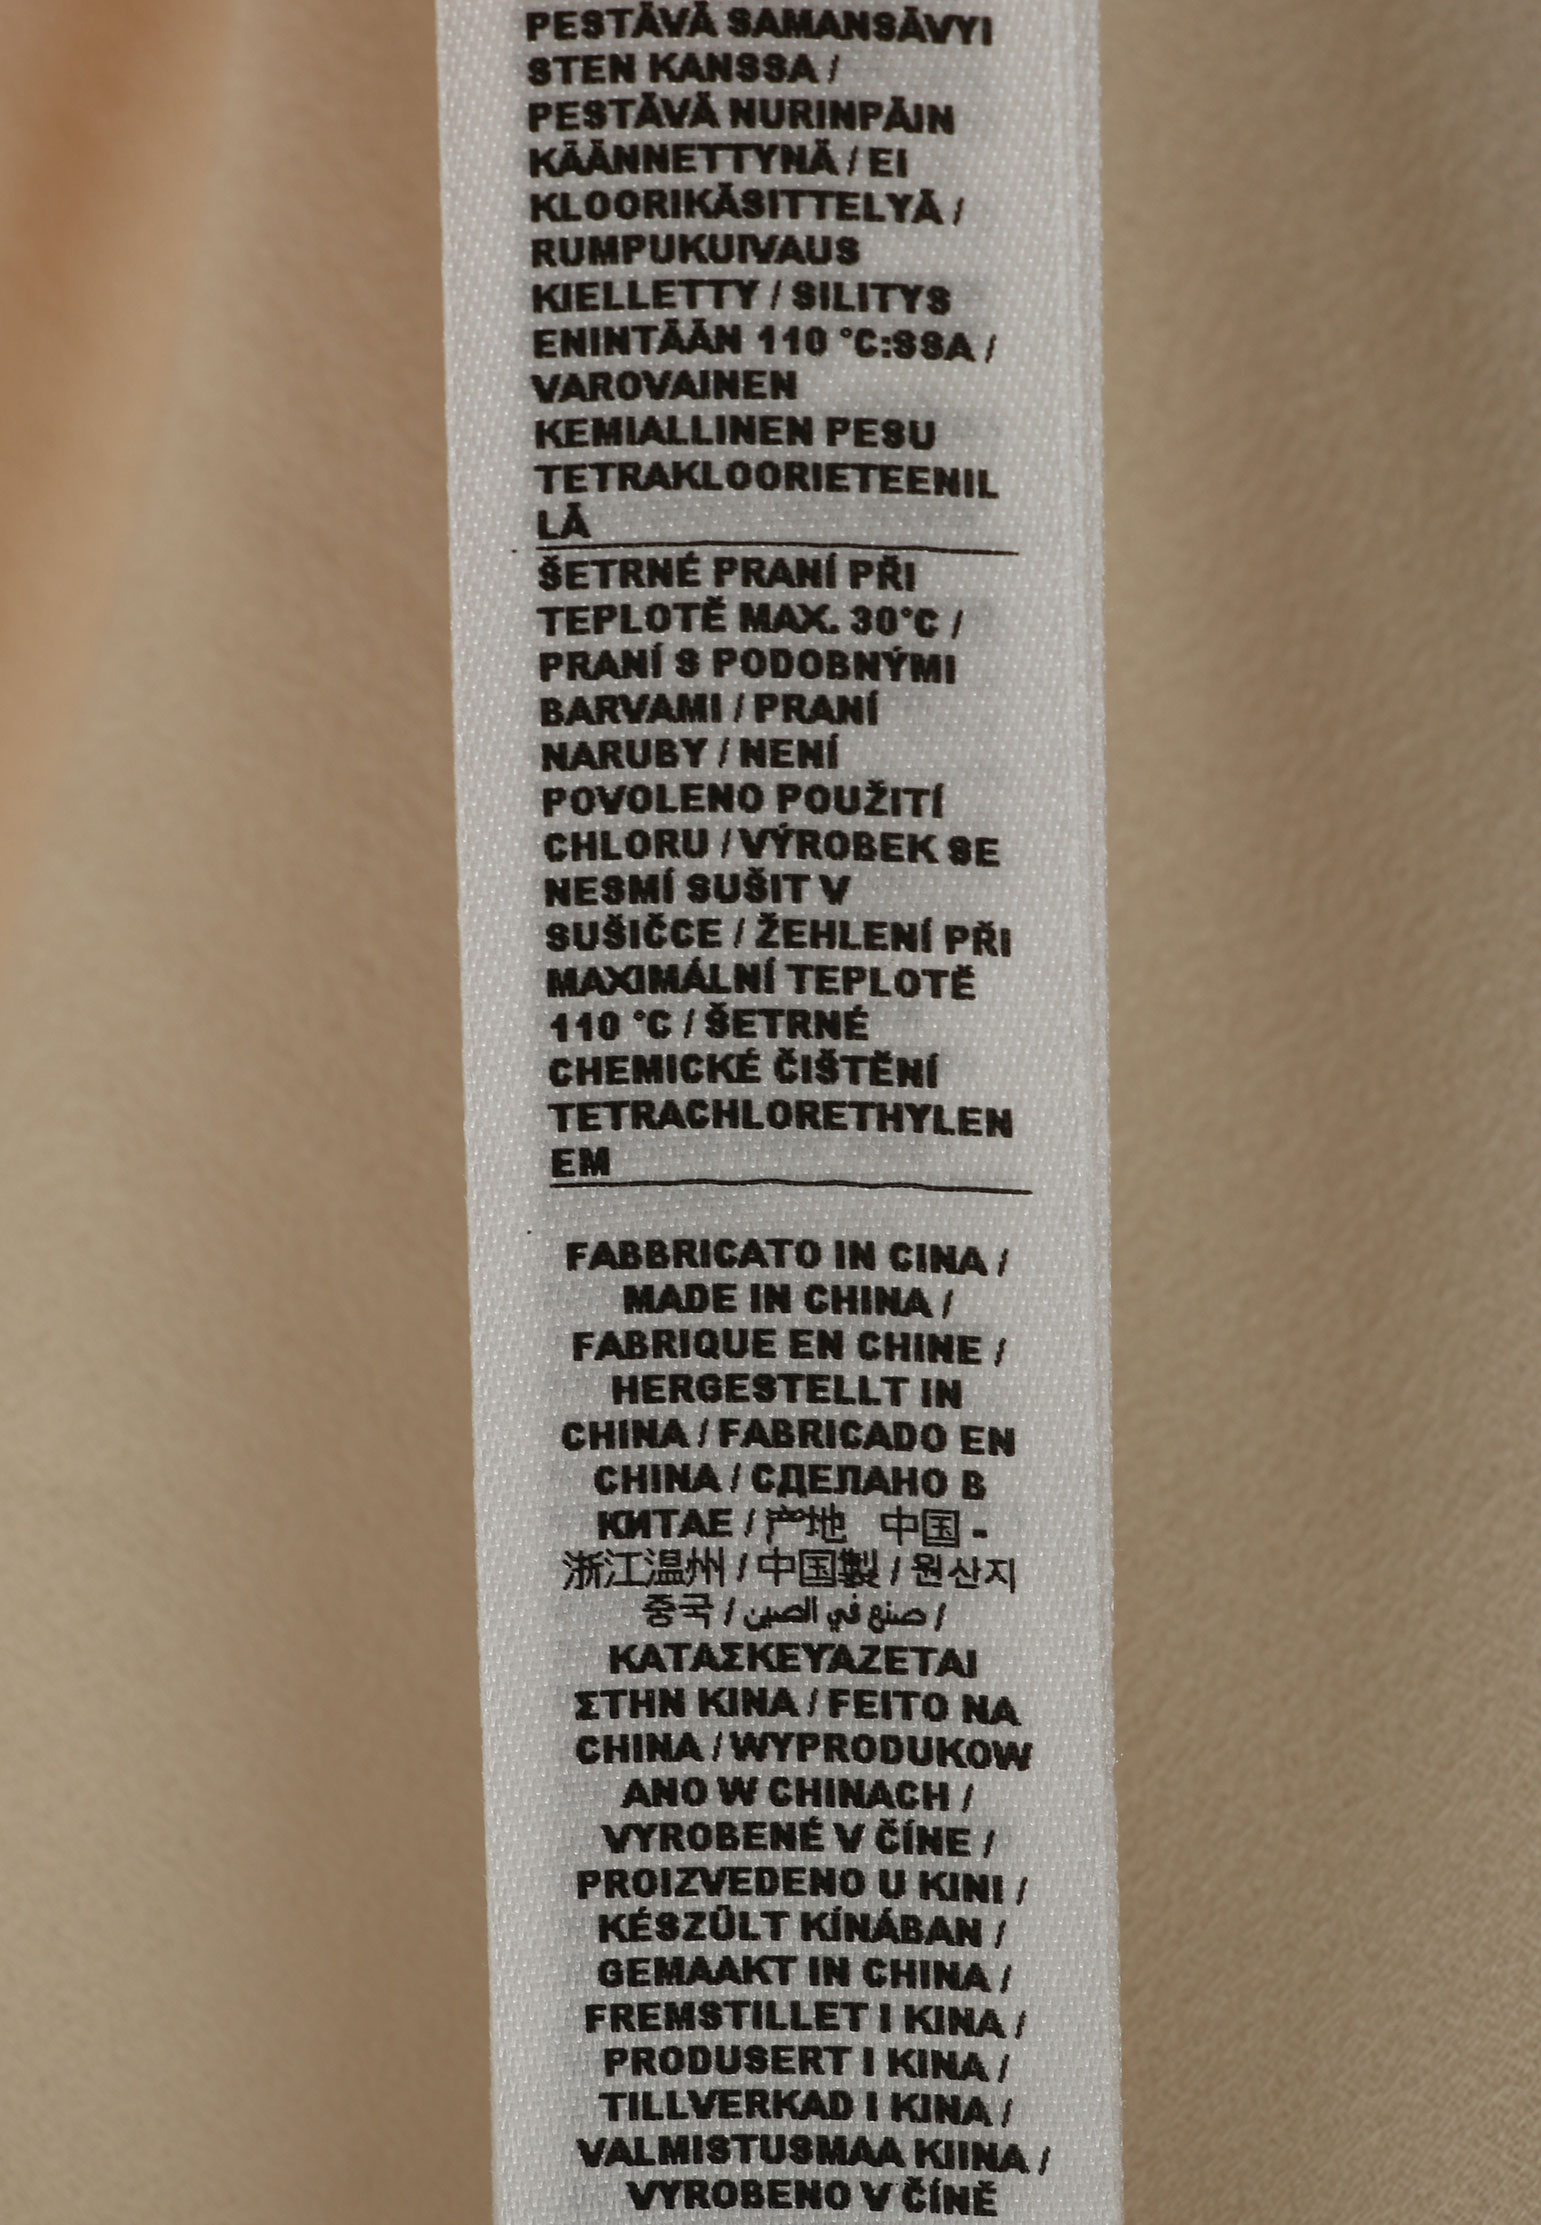 PESTÄVÄ SAMANSÄVYI
STEN KANSSA /
PESTÄVÄ NURINPÄIN
KÄÄNNETTYNÄ / EI
KLOORIKÄSITTELYÄ /
RUMPUKUIVAUS
KIELLETTY / SILITYS
ENINTÄÄN 110 °C:SSA /
VAROVAINEN
KEMIALLINEN PESU
TETRAKLOORIETEENIL
LÄ
ŠETRNÉ PRANÍ PŘI
TEPLOTĚ MAX. 30°C /
PRANÍ S PODOBNÝMI
BARVAMI / PRANÍ
NARUBY / NENÍ
POVOLENO POUŽITÍ
CHLORU / VÝROBEK SE
NESMÍ SUŠIT V
SUŠIČCE / ŽEHLENÍ PŘI
MAXIMÁLNÍ TEPLOTĚ
110 °C / ŠETRNÉ
CHEMICKÉ ČIŠTĚNÍ
TETRACHLORETHYLEN
EM
FABBRICATO IN CINA /
MADE IN CHINA /
FABRIQUE EN CHINE /
HERGESTELLT IN
CHINA / FABRICADO EN
CHINA / СДЕЛАНО В
КИТАЕ / 产地 中国 -
浙江温州 / 中国製 / 원산지
중국 / صنع في الصين /
ΚΑΤΑΣΚΕΥΑΖΕΤΑΙ
ΣΤΗΝ ΚΙΝΑ / FEITO NA
CHINA / WYPRODUKOW
ANO W CHINACH /
VYROBENÉ V ČÍNE /
PROIZVEDENO U KINI /
KÉSZÜLT KÍNÁBAN /
GEMAAKT IN CHINA /
FREMSTILLET I KINA /
PRODUSERT I KINA /
TILLVERKAD I KINA /
VALMISTUSMAA KIINA /
VYROBENO V ČÍNĚ